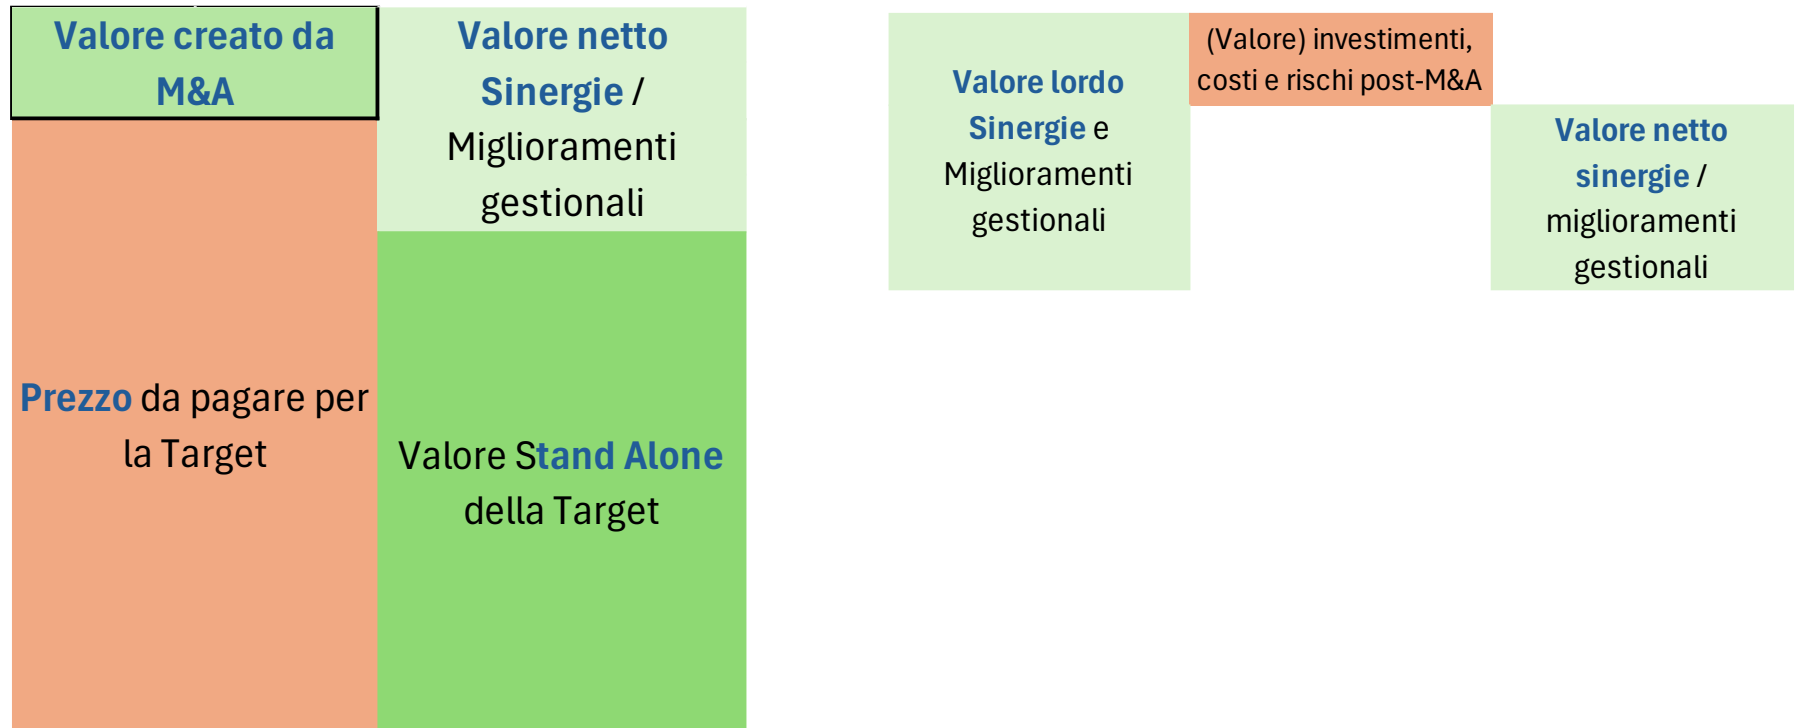 Valore creato da
M&A
Prezzo da pagare per
la Target
Valore netto
Sinergie /
Miglioramenti
gestionali
Valore Stand Alone
della Target
Valore lordo
Sinergie e
Miglioramenti
gestionali
(Valore) investimenti,
costi e rischi post-M&A
Valore netto
sinergie /
miglioramenti
gestionali